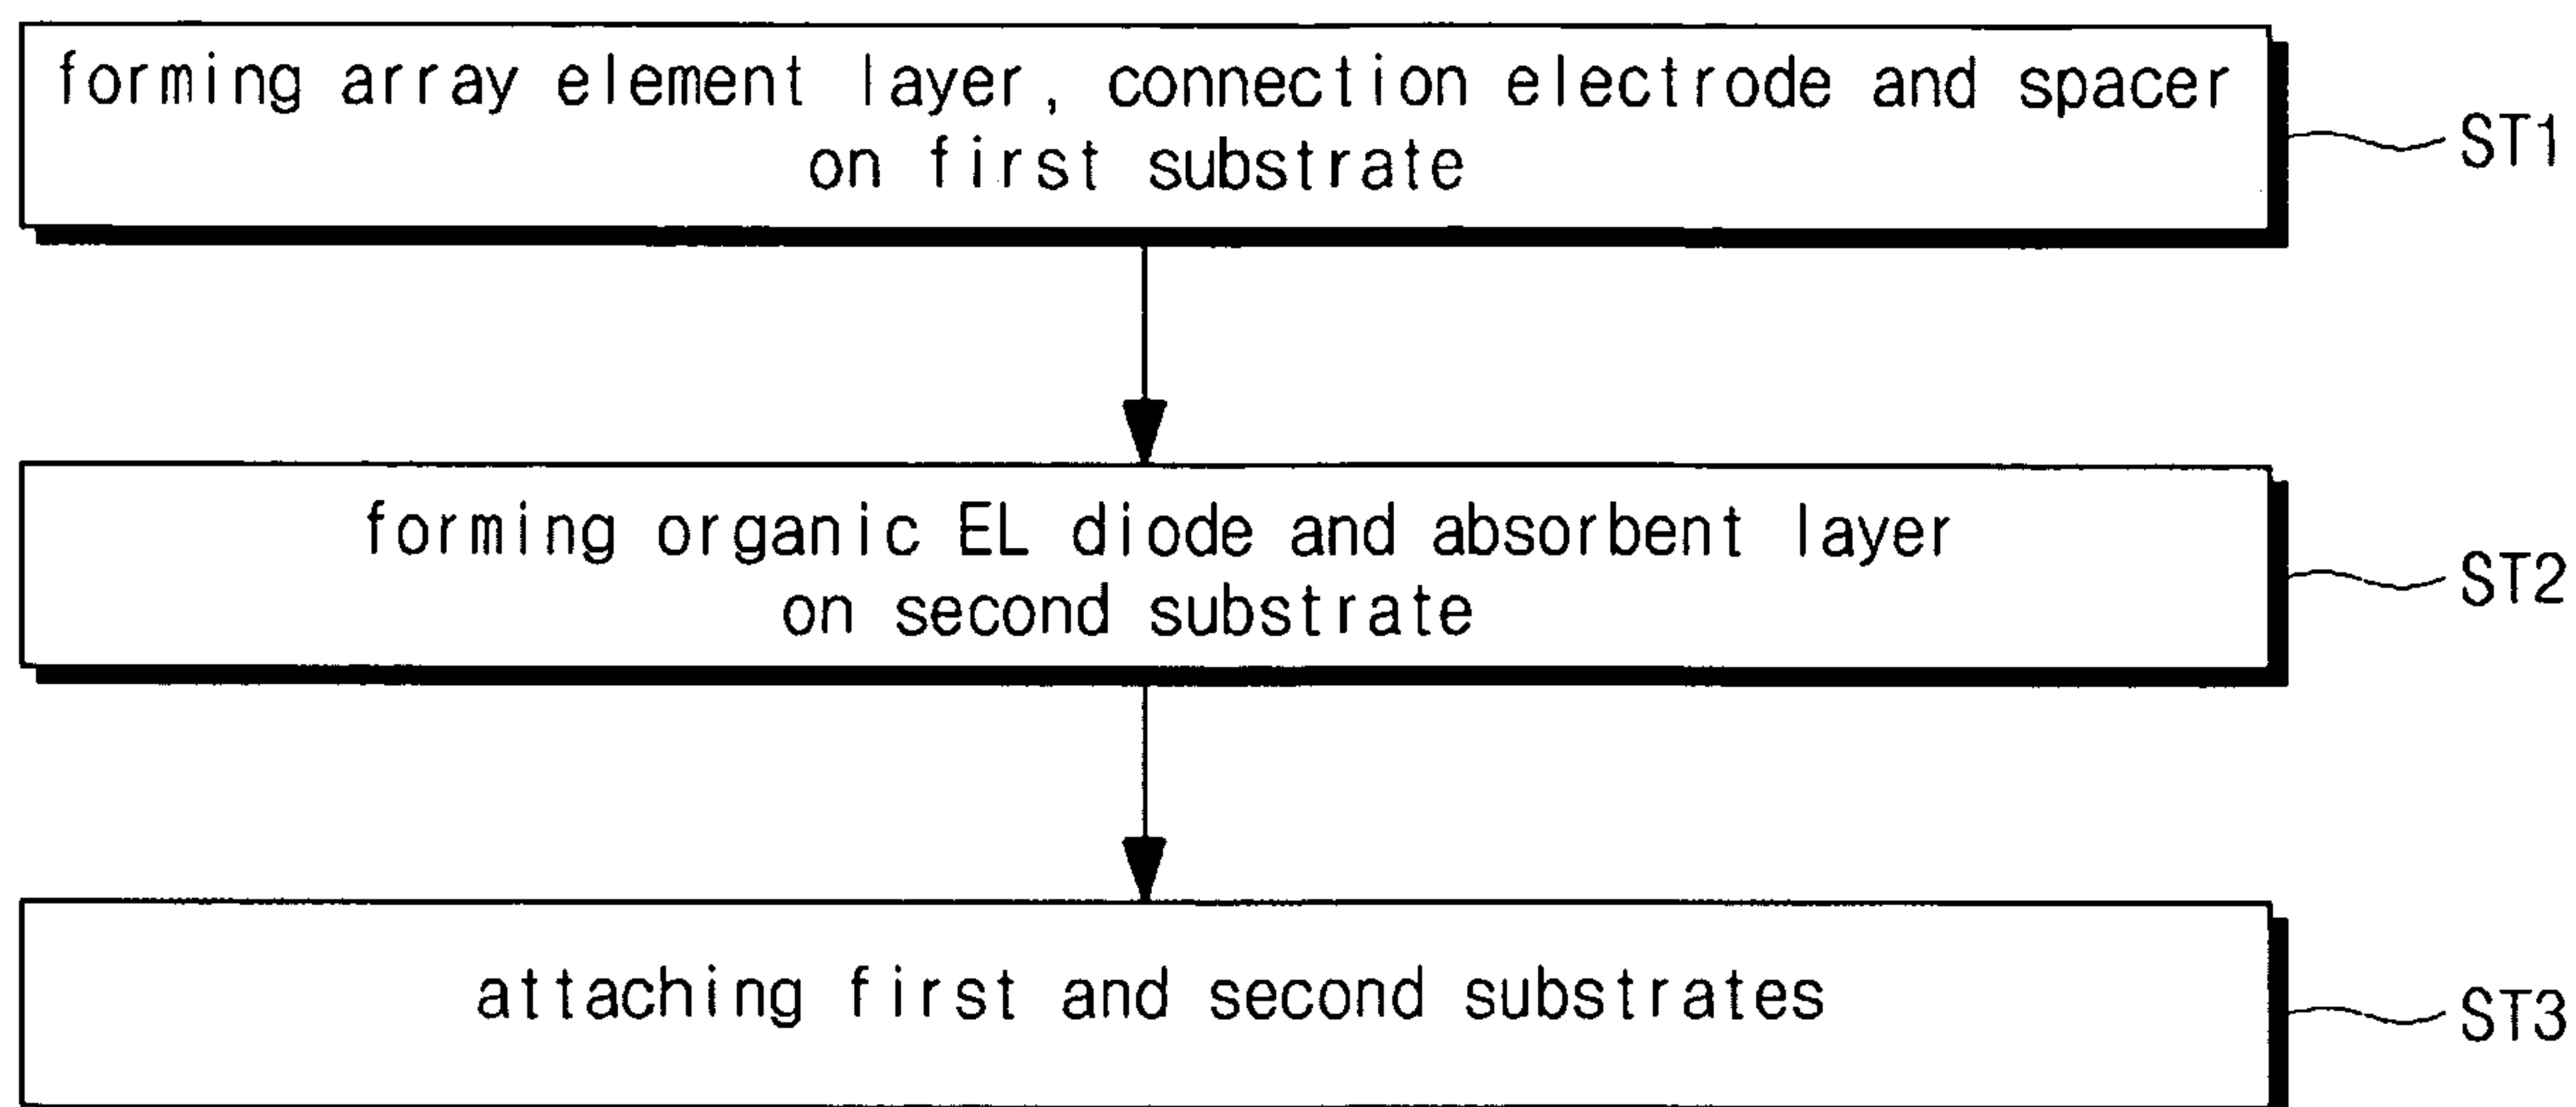 forming array element layer, connection electrode and spacer
on first substrate
ST1
forming organic EL diode and absorbent layer
on second substrate
ST2
attaching first and second substrates
ST3